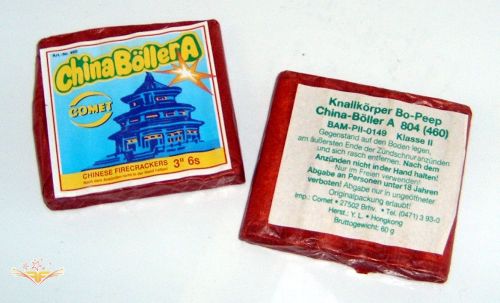 Art.-Nr. 460
China Böller A
COMET
CHINESE FIRECRACKERS 3" 6s
Knallkörper Bo-Peep
China-Böller A 804 (460)
BAM-PII-0149 Klasse II
Gegenstand auf den Boden legen,
am äußersten Ende der Zündschnur anzünden
und sich rasch entfernen. Nach dem
Anzünden nicht in der Hand halten!
Nur im Freien verwenden!
Abgabe an Personen unter 18 Jahren
verboten! Abgabe nur in ungeöffneter
Originalpackung erlaubt!
Imp.: Comet • 27502 Brhv. • Tel. (0471) 3 93-0
Herst.: Y. L. • Hongkong
Bruttogewicht: 60 g